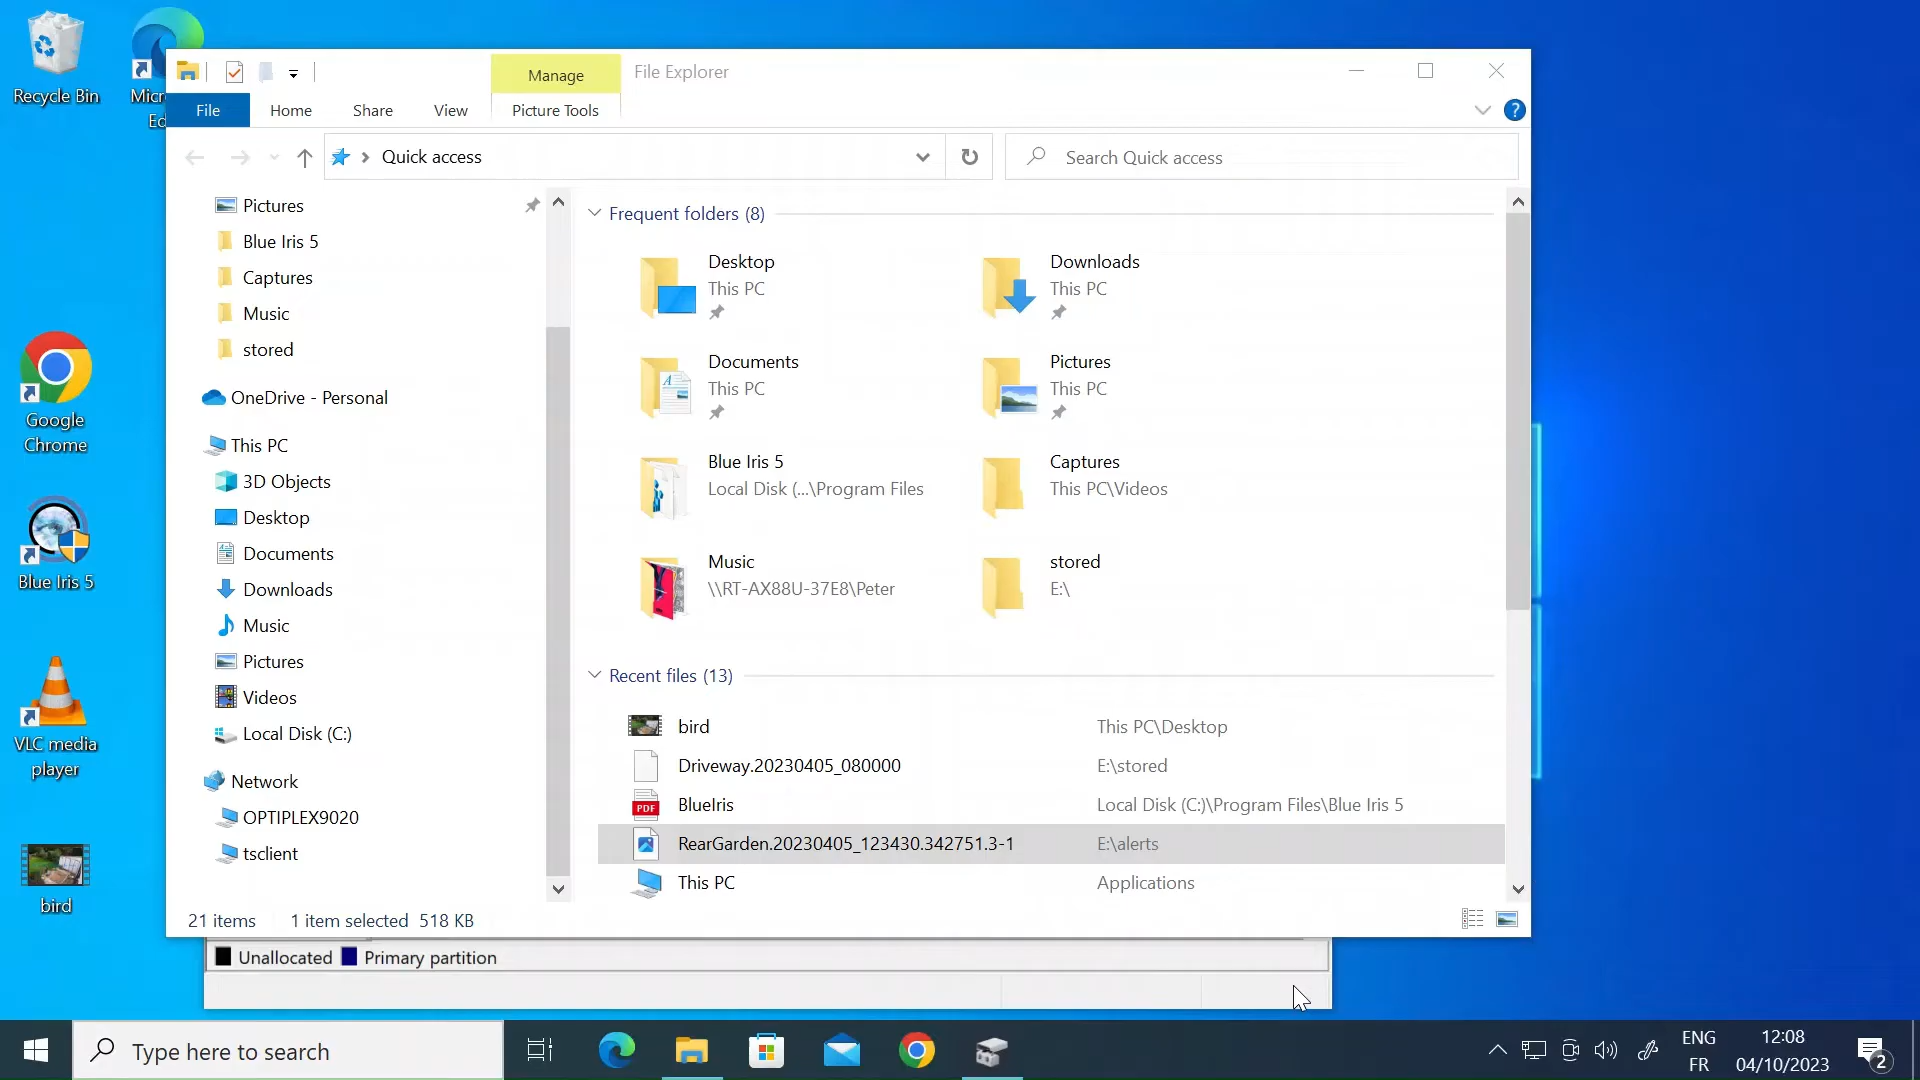 Recycle Bin
Micr
Ed
Google
Chrome
Blue Iris 5
VLC media
player
bird
Manage
File Explorer
File
Home
Share
View
Picture Tools
?
Quick access
Search Quick access
Pictures
Blue Iris 5
Captures
Music
stored
OneDrive - Personal
This PC
3D Objects
Desktop
Documents
Downloads
Music
Pictures
Videos
Local Disk (C:)
Network
OPTIPLEX9020
tsclient
Frequent folders (8)
Desktop
This PC
Downloads
This PC
Documents
This PC
Pictures
This PC
Blue Iris 5
Local Disk (...\Program Files
Captures
This PC\Videos
Music
\\RT-AX88U-37E8\Peter
stored
E:\
Recent files (13)
bird This PC\Desktop
Driveway.20230405_080000 E:\stored
PDF
BlueIris Local Disk (C:)\Program Files\Blue Iris 5
RearGarden.20230405_123430.342751.3-1 E:\alerts
This PC Applications
21 items 1 item selected 518 KB
Unallocated Primary partition
Type here to search
ENG
FR
12:08
04/10/2023
2